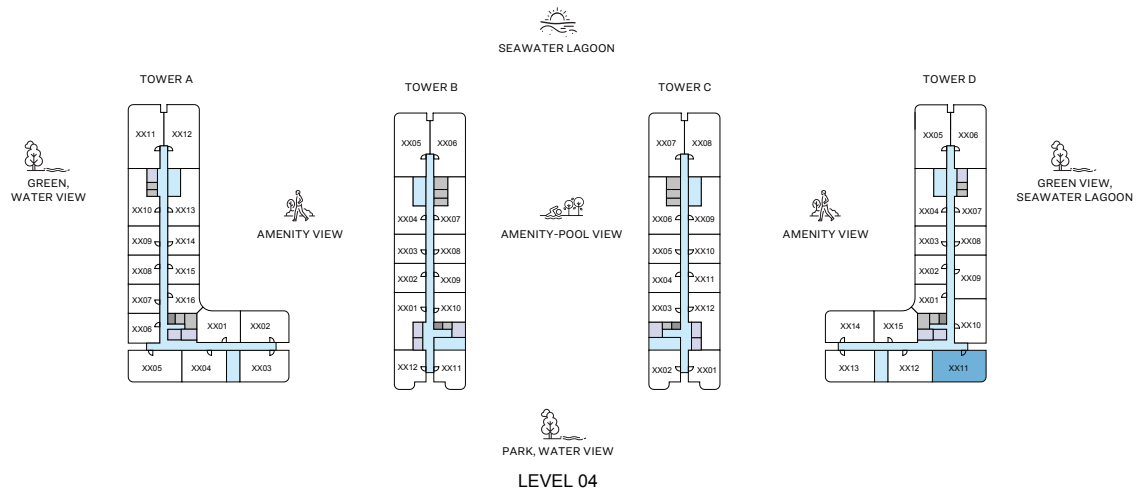 SEAWATER LAGOON
TOWER A
TOWER B
TOWER C
TOWER D
XX11 XX12
XX05 XX06
XX07 XX08
XX05 XX06
GREEN,
WATER VIEW
GREEN VIEW,
SEAWATER LAGOON
XX10 XX13
XX04 XX07
XX06 XX09
XX04 XX07
AMENITY VIEW
AMENITY-POOL VIEW
AMENITY VIEW
XX09 XX14
XX03 XX08
XX05 XX10
XX03 XX08
XX08 XX15
XX02 XX09
XX04 XX11
XX02 XX09
XX07 XX16
XX01 XX10
XX03 XX12
XX01
XX06 XX01 XX02
XX14 XX15 XX10
XX05 XX04 XX03
XX12 XX11
XX02 XX01
XX13 XX12 XX11
PARK, WATER VIEW
LEVEL 04